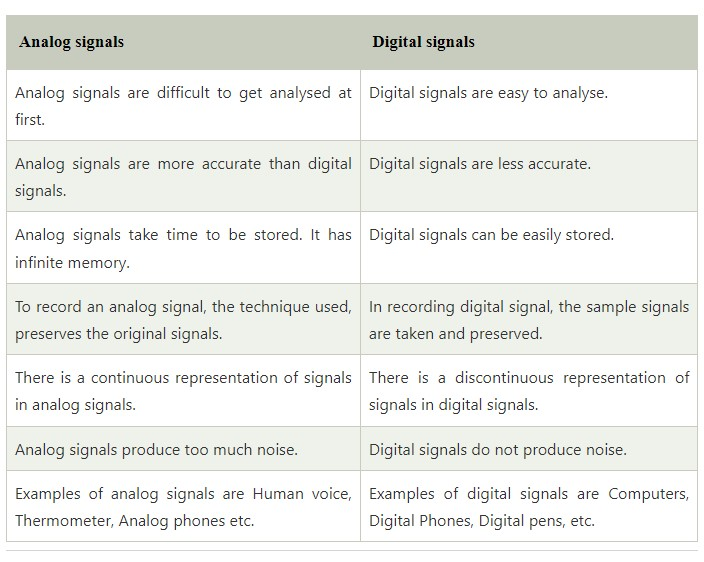 Analog signals
Digital signals
Analog signals are difficult to get analysed at
first.
Digital signals are easy to analyse.
Analog signals are more accurate than digital
signals.
Digital signals are less accurate.
Analog signals take time to be stored. It has
infinite memory.
Digital signals can be easily stored.
To record an analog signal, the technique used,
preserves the original signals.
In recording digital signal, the sample signals
are taken and preserved.
There is a continuous representation of signals
in analog signals.
There is a discontinuous representation of
signals in digital signals.
Analog signals produce too much noise.
Digital signals do not produce noise.
Examples of analog signals are Human voice,
Thermometer, Analog phones etc.
Examples of digital signals are Computers,
Digital Phones, Digital pens, etc.